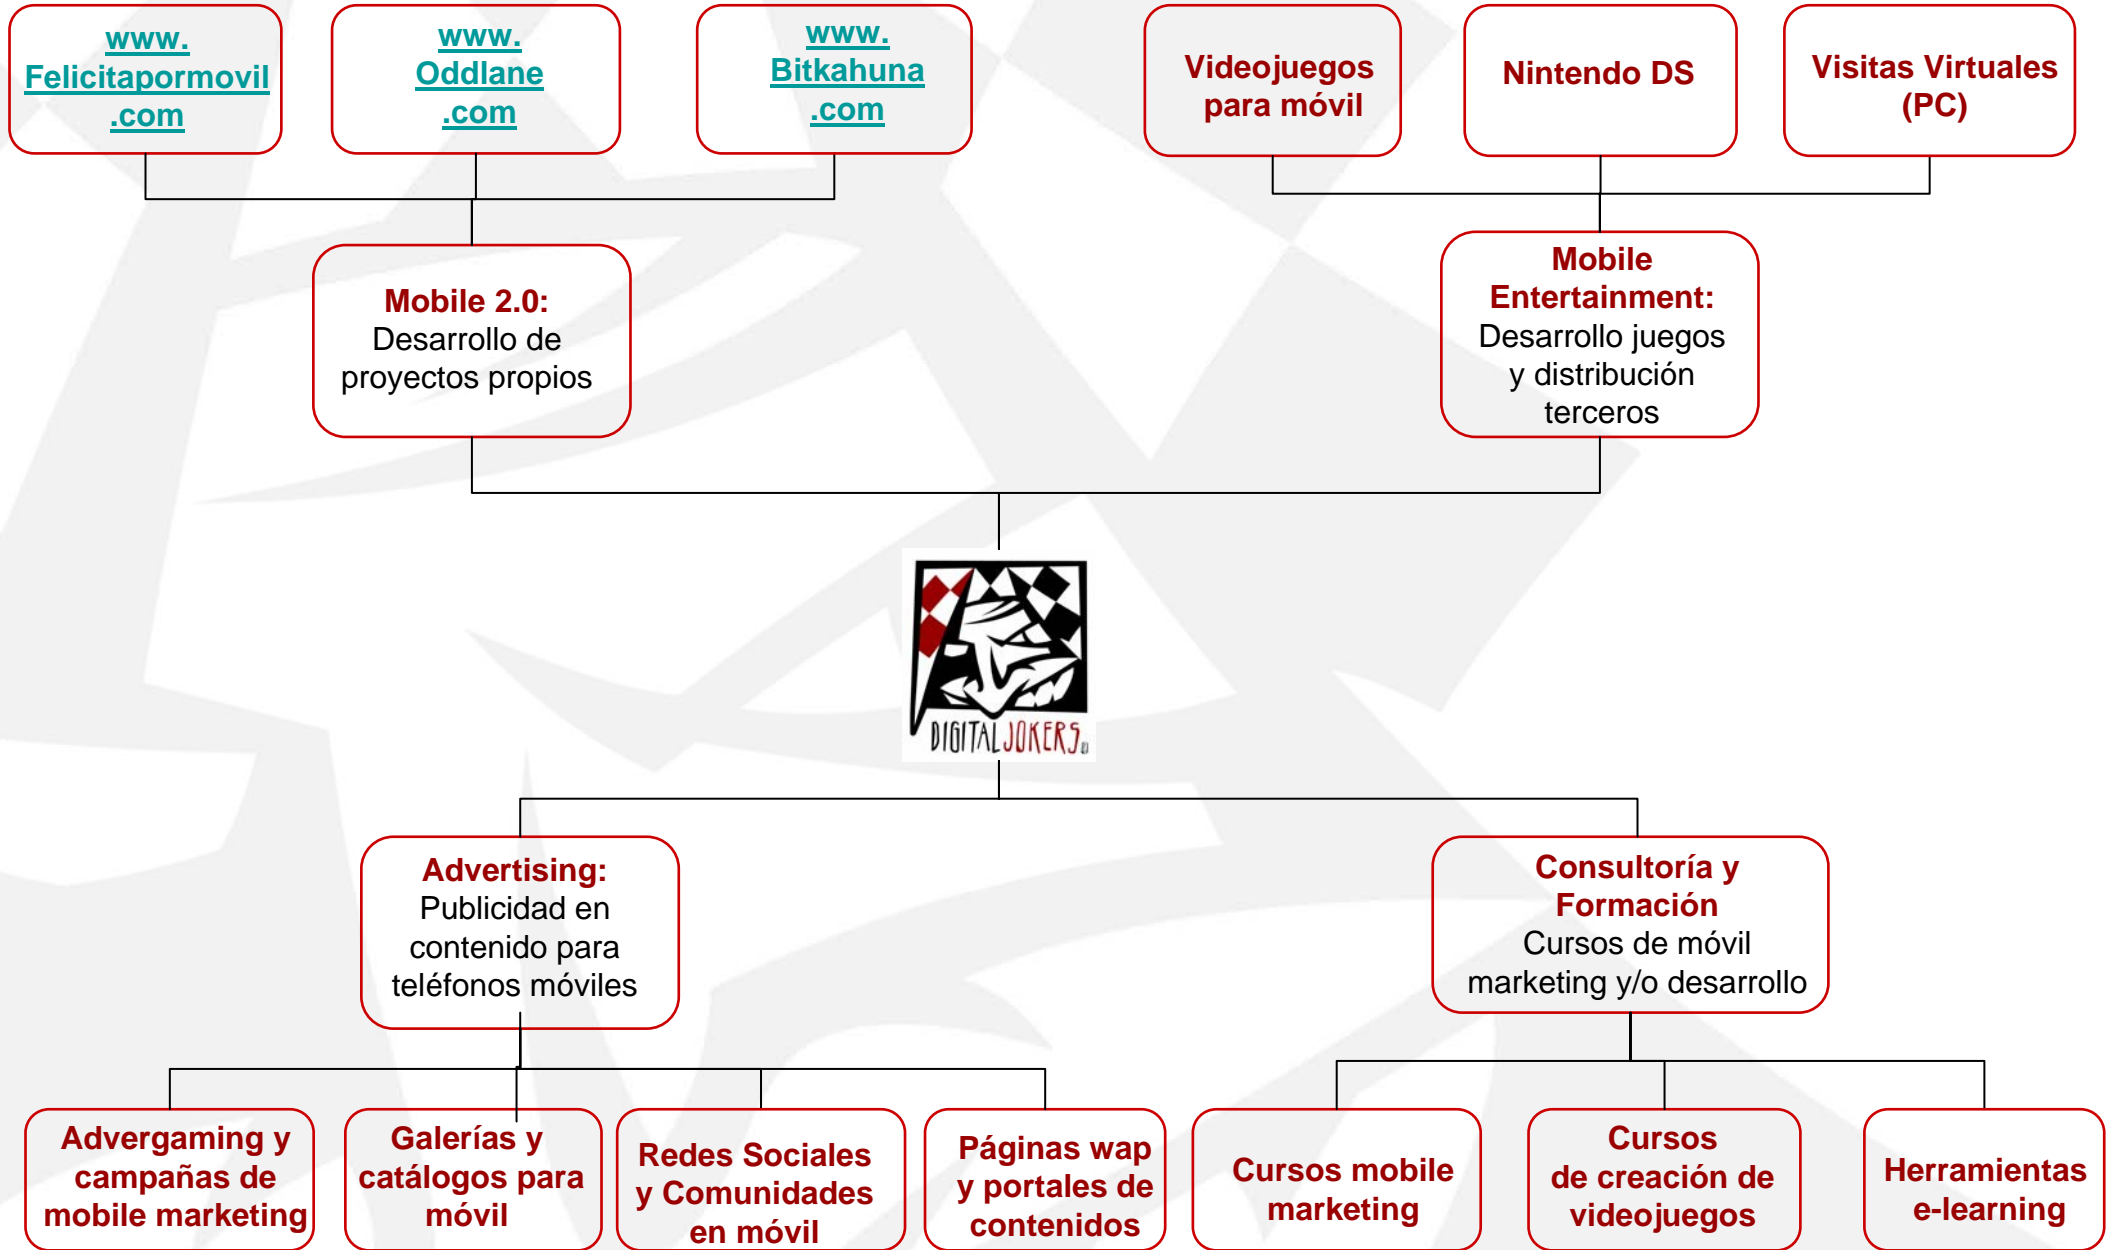 www.
Felicitapormovil
.com
www.
Oddlane
.com
www.
Bitkahuna
.com
Videojuegos
para móvil
Nintendo DS
Visitas Virtuales
(PC)
Mobile 2.0:
Desarrollo de
proyectos propios
Mobile
Entertainment:
Desarrollo juegos
y distribución
terceros
DIGITAL JOKERS
Advertising:
Publicidad en
contenido para
teléfonos móviles
Consultoría y
Formación
Cursos de móvil
marketing y/o desarrollo
Advergaming y
campañas de
mobile marketing
Galerías y
catálogos para
móvil
Redes Sociales
y Comunidades
en móvil
Páginas wap
y portales de
contenidos
Cursos mobile
marketing
Cursos
de creación de
videojuegos
Herramientas
e-learning